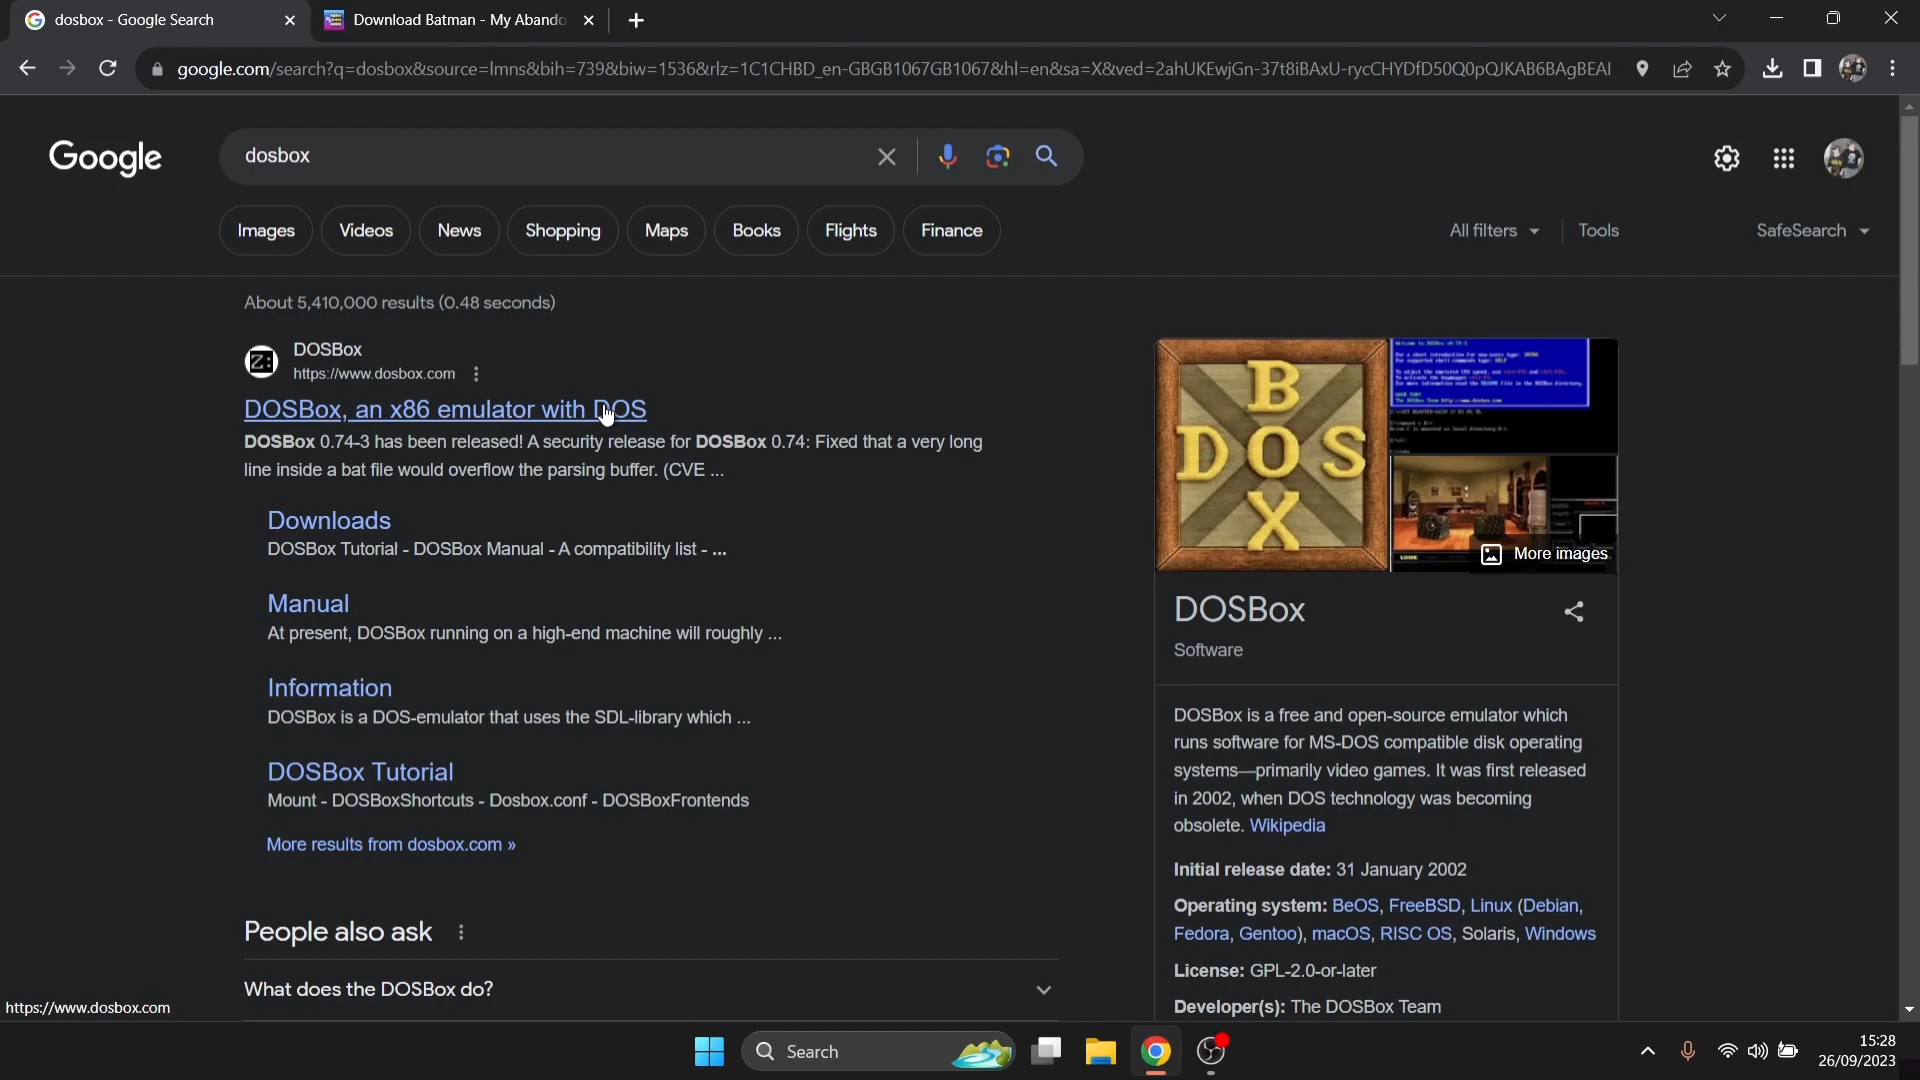 dosbox - Google Search
Download Batman - My Abando
google.com/search?q=dosbox&source=lmns&bih=739&biw=1536&rlz=1C1CHBD_en-GBGB1067GB1067&hl=en&sa=X&ved=2ahUKEwjGn-37t8iBAxU-rycCHYDfD50Q0pQJKAB6BAgBEAI
Google
dosbox
Images
Videos
News
Shopping
Maps
Books
Flights
Finance
All filters
Tools
SafeSearch
About 5,410,000 results (0.48 seconds)
Z:
DOSBox
https://www.dosbox.com
DOSBox, an x86 emulator with DOS
DOSBox 0.74-3 has been released! A security release for DOSBox 0.74: Fixed that a very long
line inside a bat file would overflow the parsing buffer. (CVE ...
Downloads
DOSBox Tutorial - DOSBox Manual - A compatibility list - ...
Manual
At present, DOSBox running on a high-end machine will roughly ...
Information
DOSBox is a DOS-emulator that uses the SDL-library which ...
DOSBox Tutorial
Mount - DOSBoxShortcuts - Dosbox.conf - DOSBoxFrontends
More results from dosbox.com »
People also ask
What does the DOSBox do?
B
DOS
X
More images
DOSBox
Software
DOSBox is a free and open-source emulator which
runs software for MS-DOS compatible disk operating
systems—primarily video games. It was first released
in 2002, when DOS technology was becoming
obsolete. Wikipedia
Initial release date: 31 January 2002
Operating system: BeOS, FreeBSD, Linux (Debian,
Fedora, Gentoo), macOS, RISC OS, Solaris, Windows
License: GPL-2.0-or-later
Developer(s): The DOSBox Team
https://www.dosbox.com
Search
15:28
26/09/2023